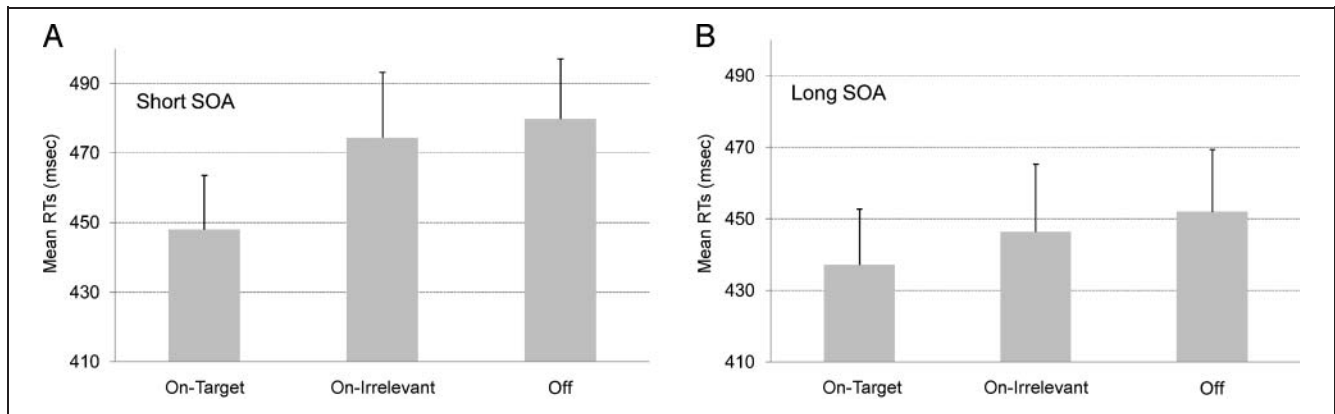 A
490
Short SOA
470
450
430
410
Mean RTs (msec)
On-Target On-Irrelevant Off
B
490
Long SOA
470
450
430
410
Mean RTs (msec)
On-Target On-Irrelevant Off